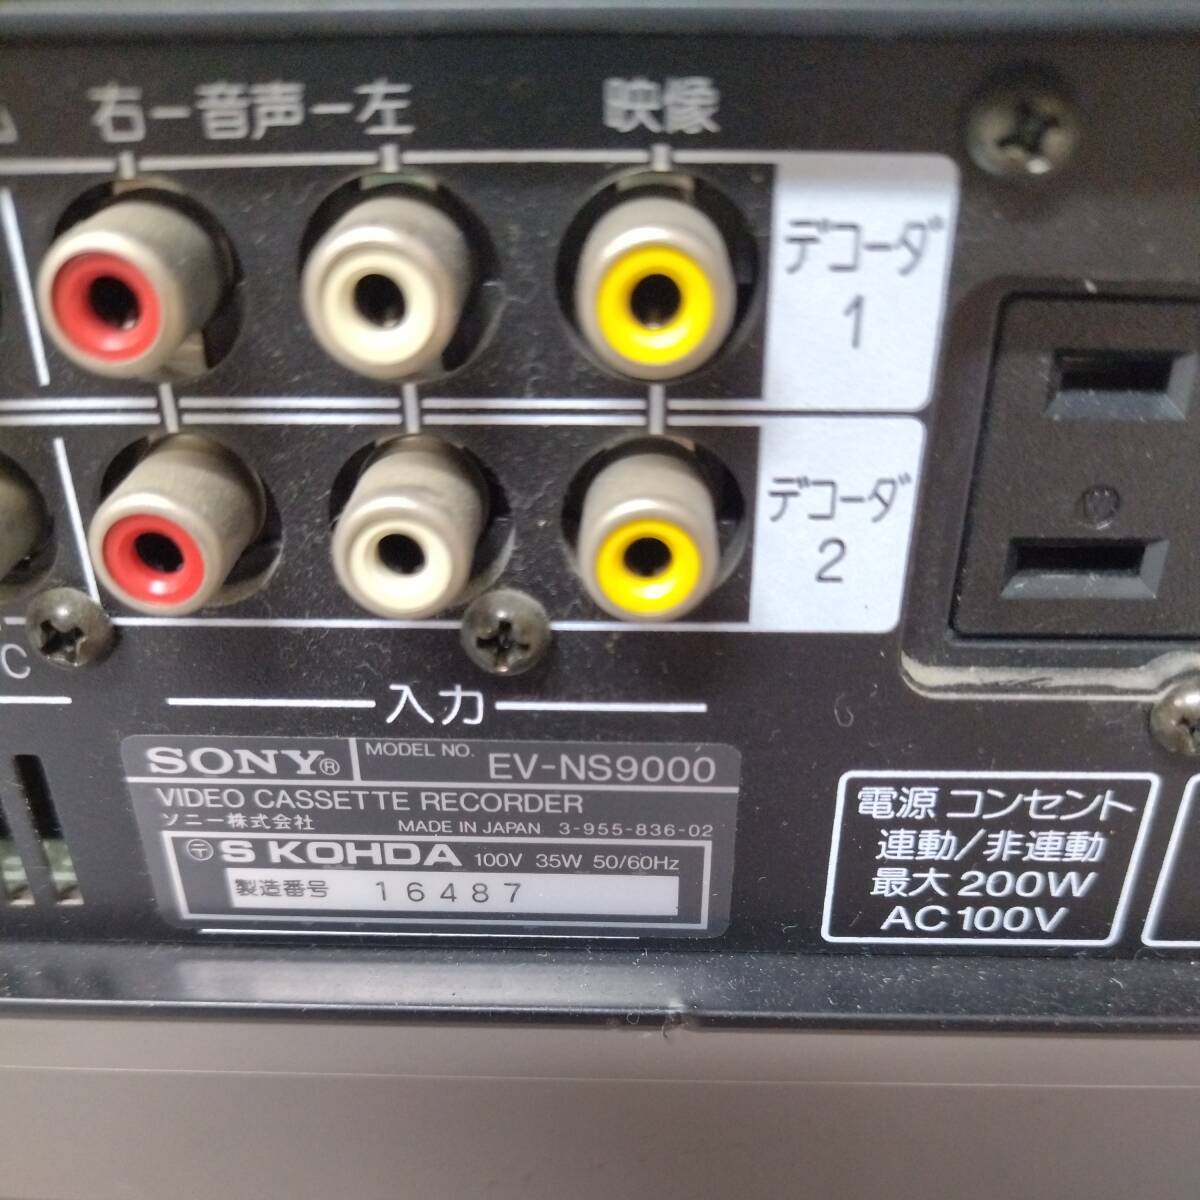 右-音声-左 映像
デコーダ
1
デコーダ
2
C
入力
SONY® MODEL NO. EV-NS9000
VIDEO CASSETTE RECORDER
ソニー株式会社 MADE IN JAPAN 3-955-836-02
〒 S KOHDA 100V 35W 50/60Hz
製造番号 16487
電源 コンセント
連動/非連動
最大 200W
AC 100V